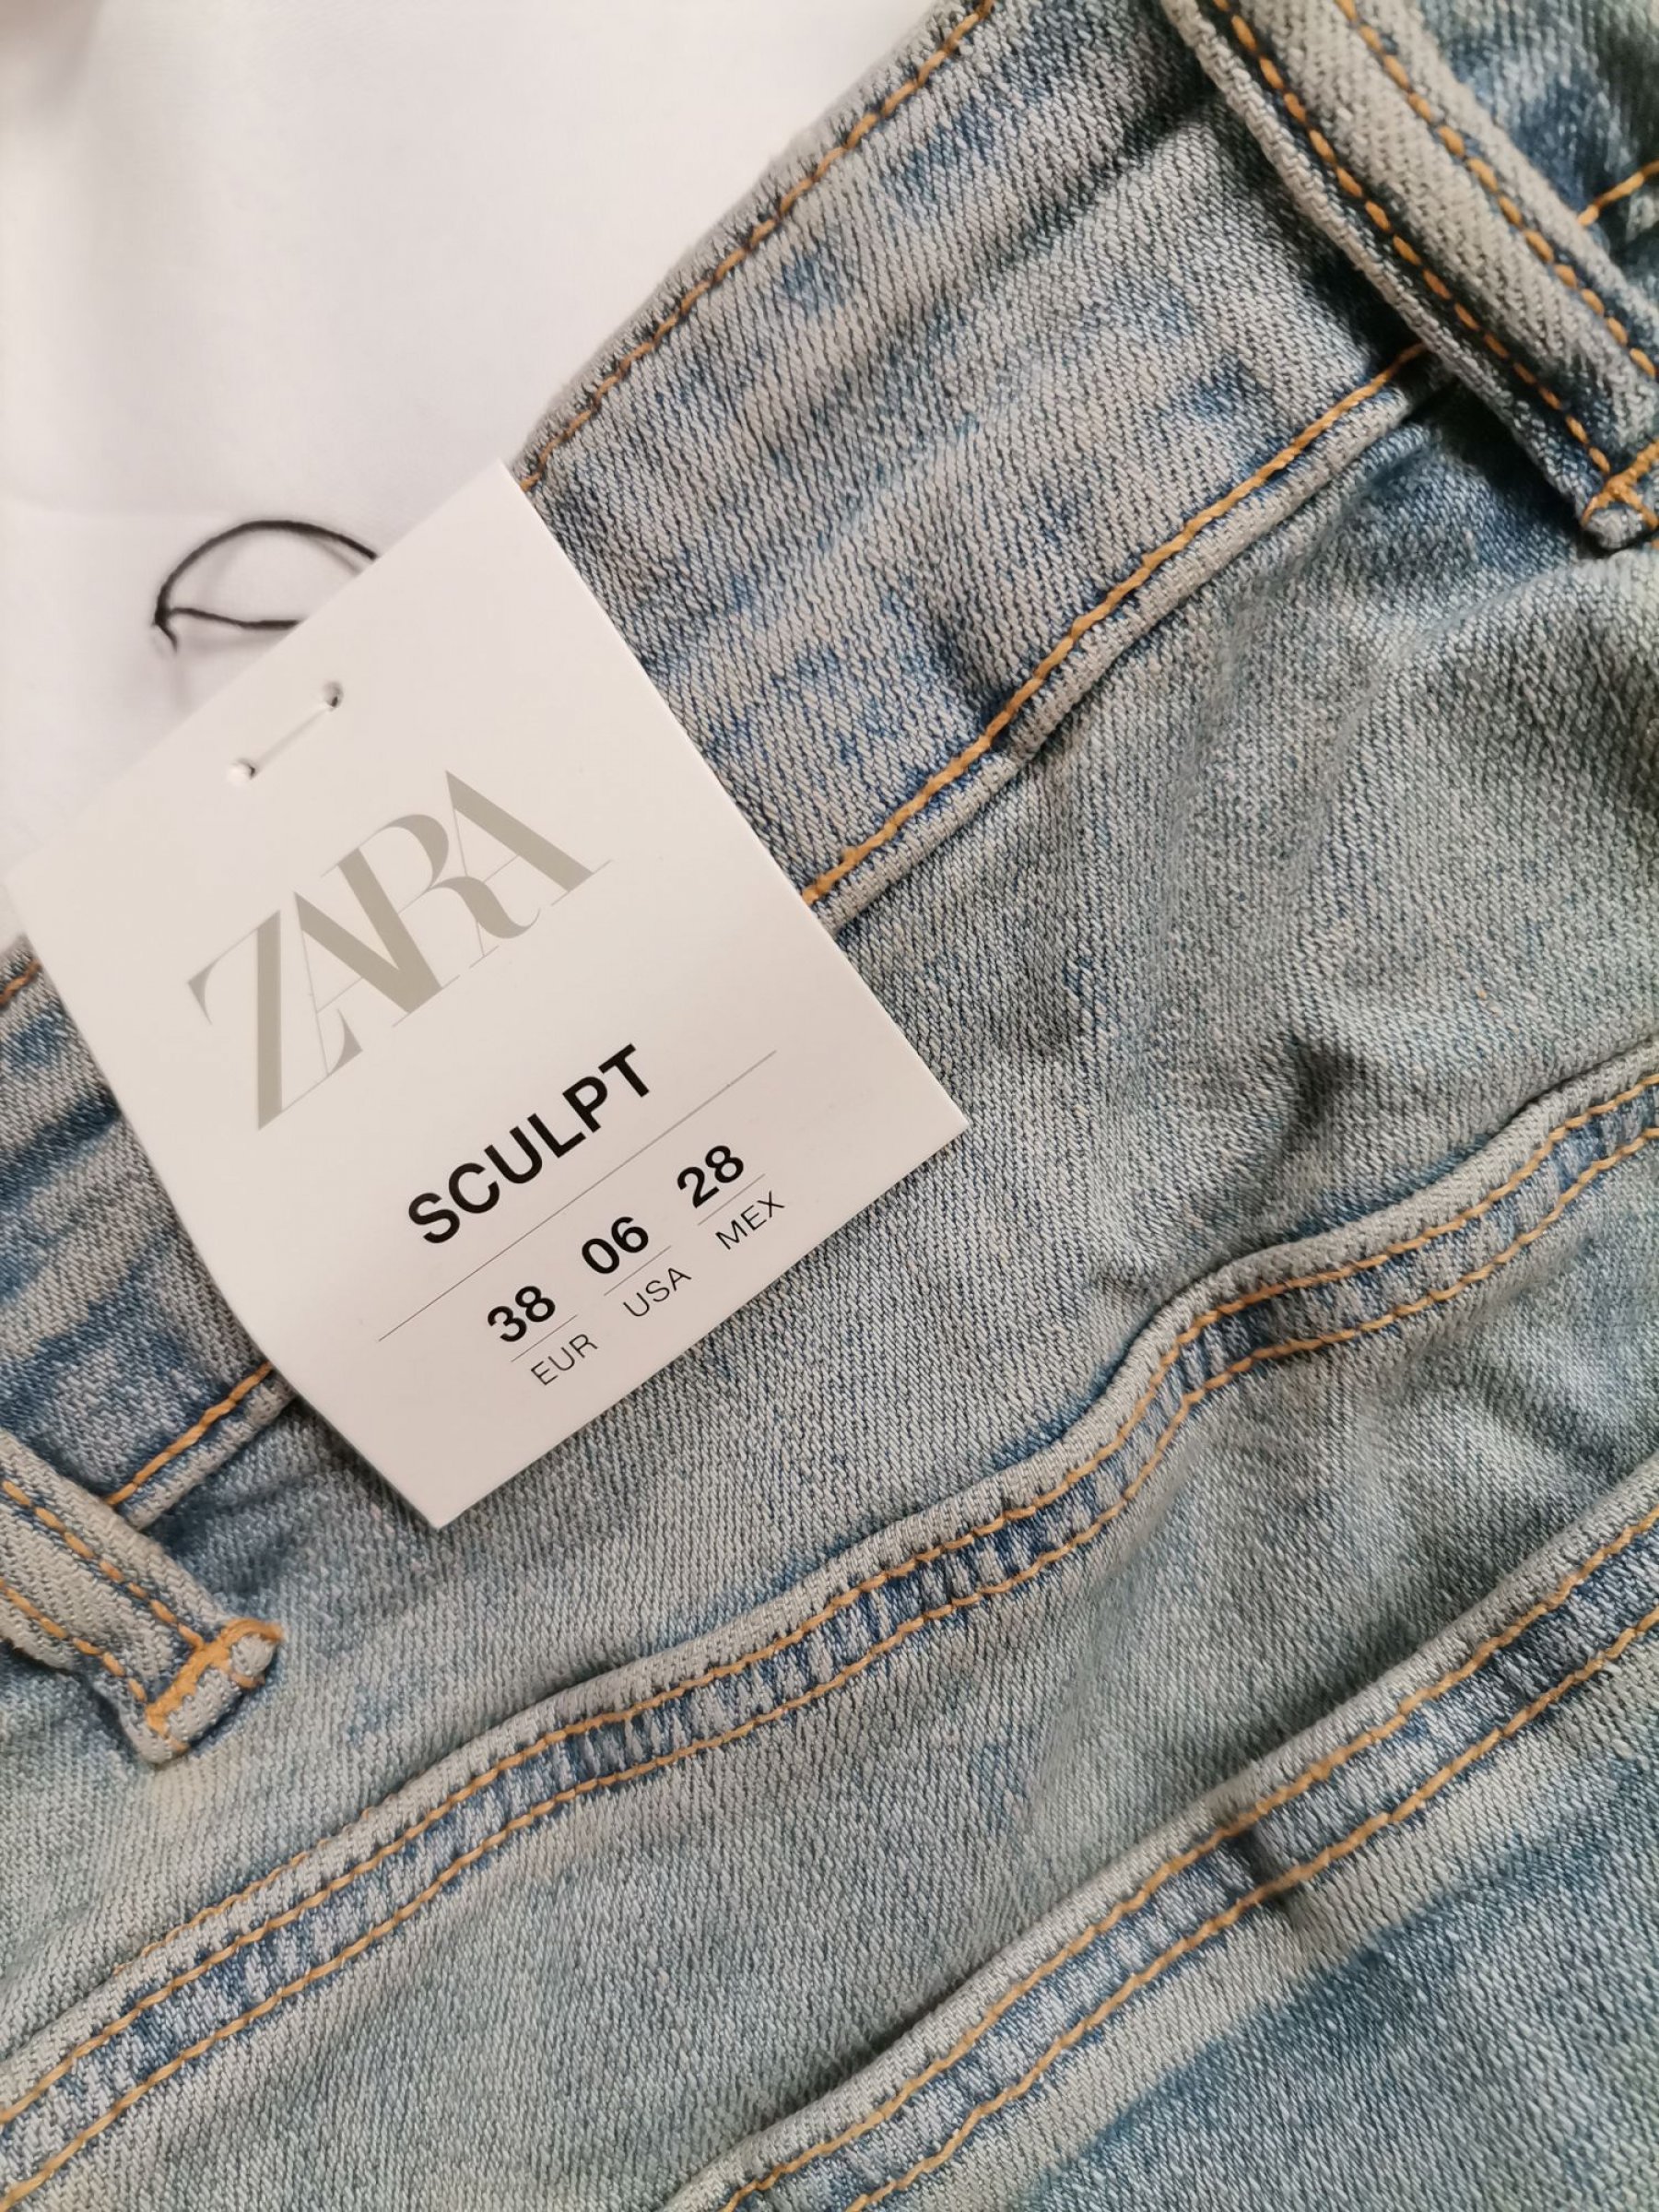 ZARA
SCULPT
38 06 28
EUR USA MEX